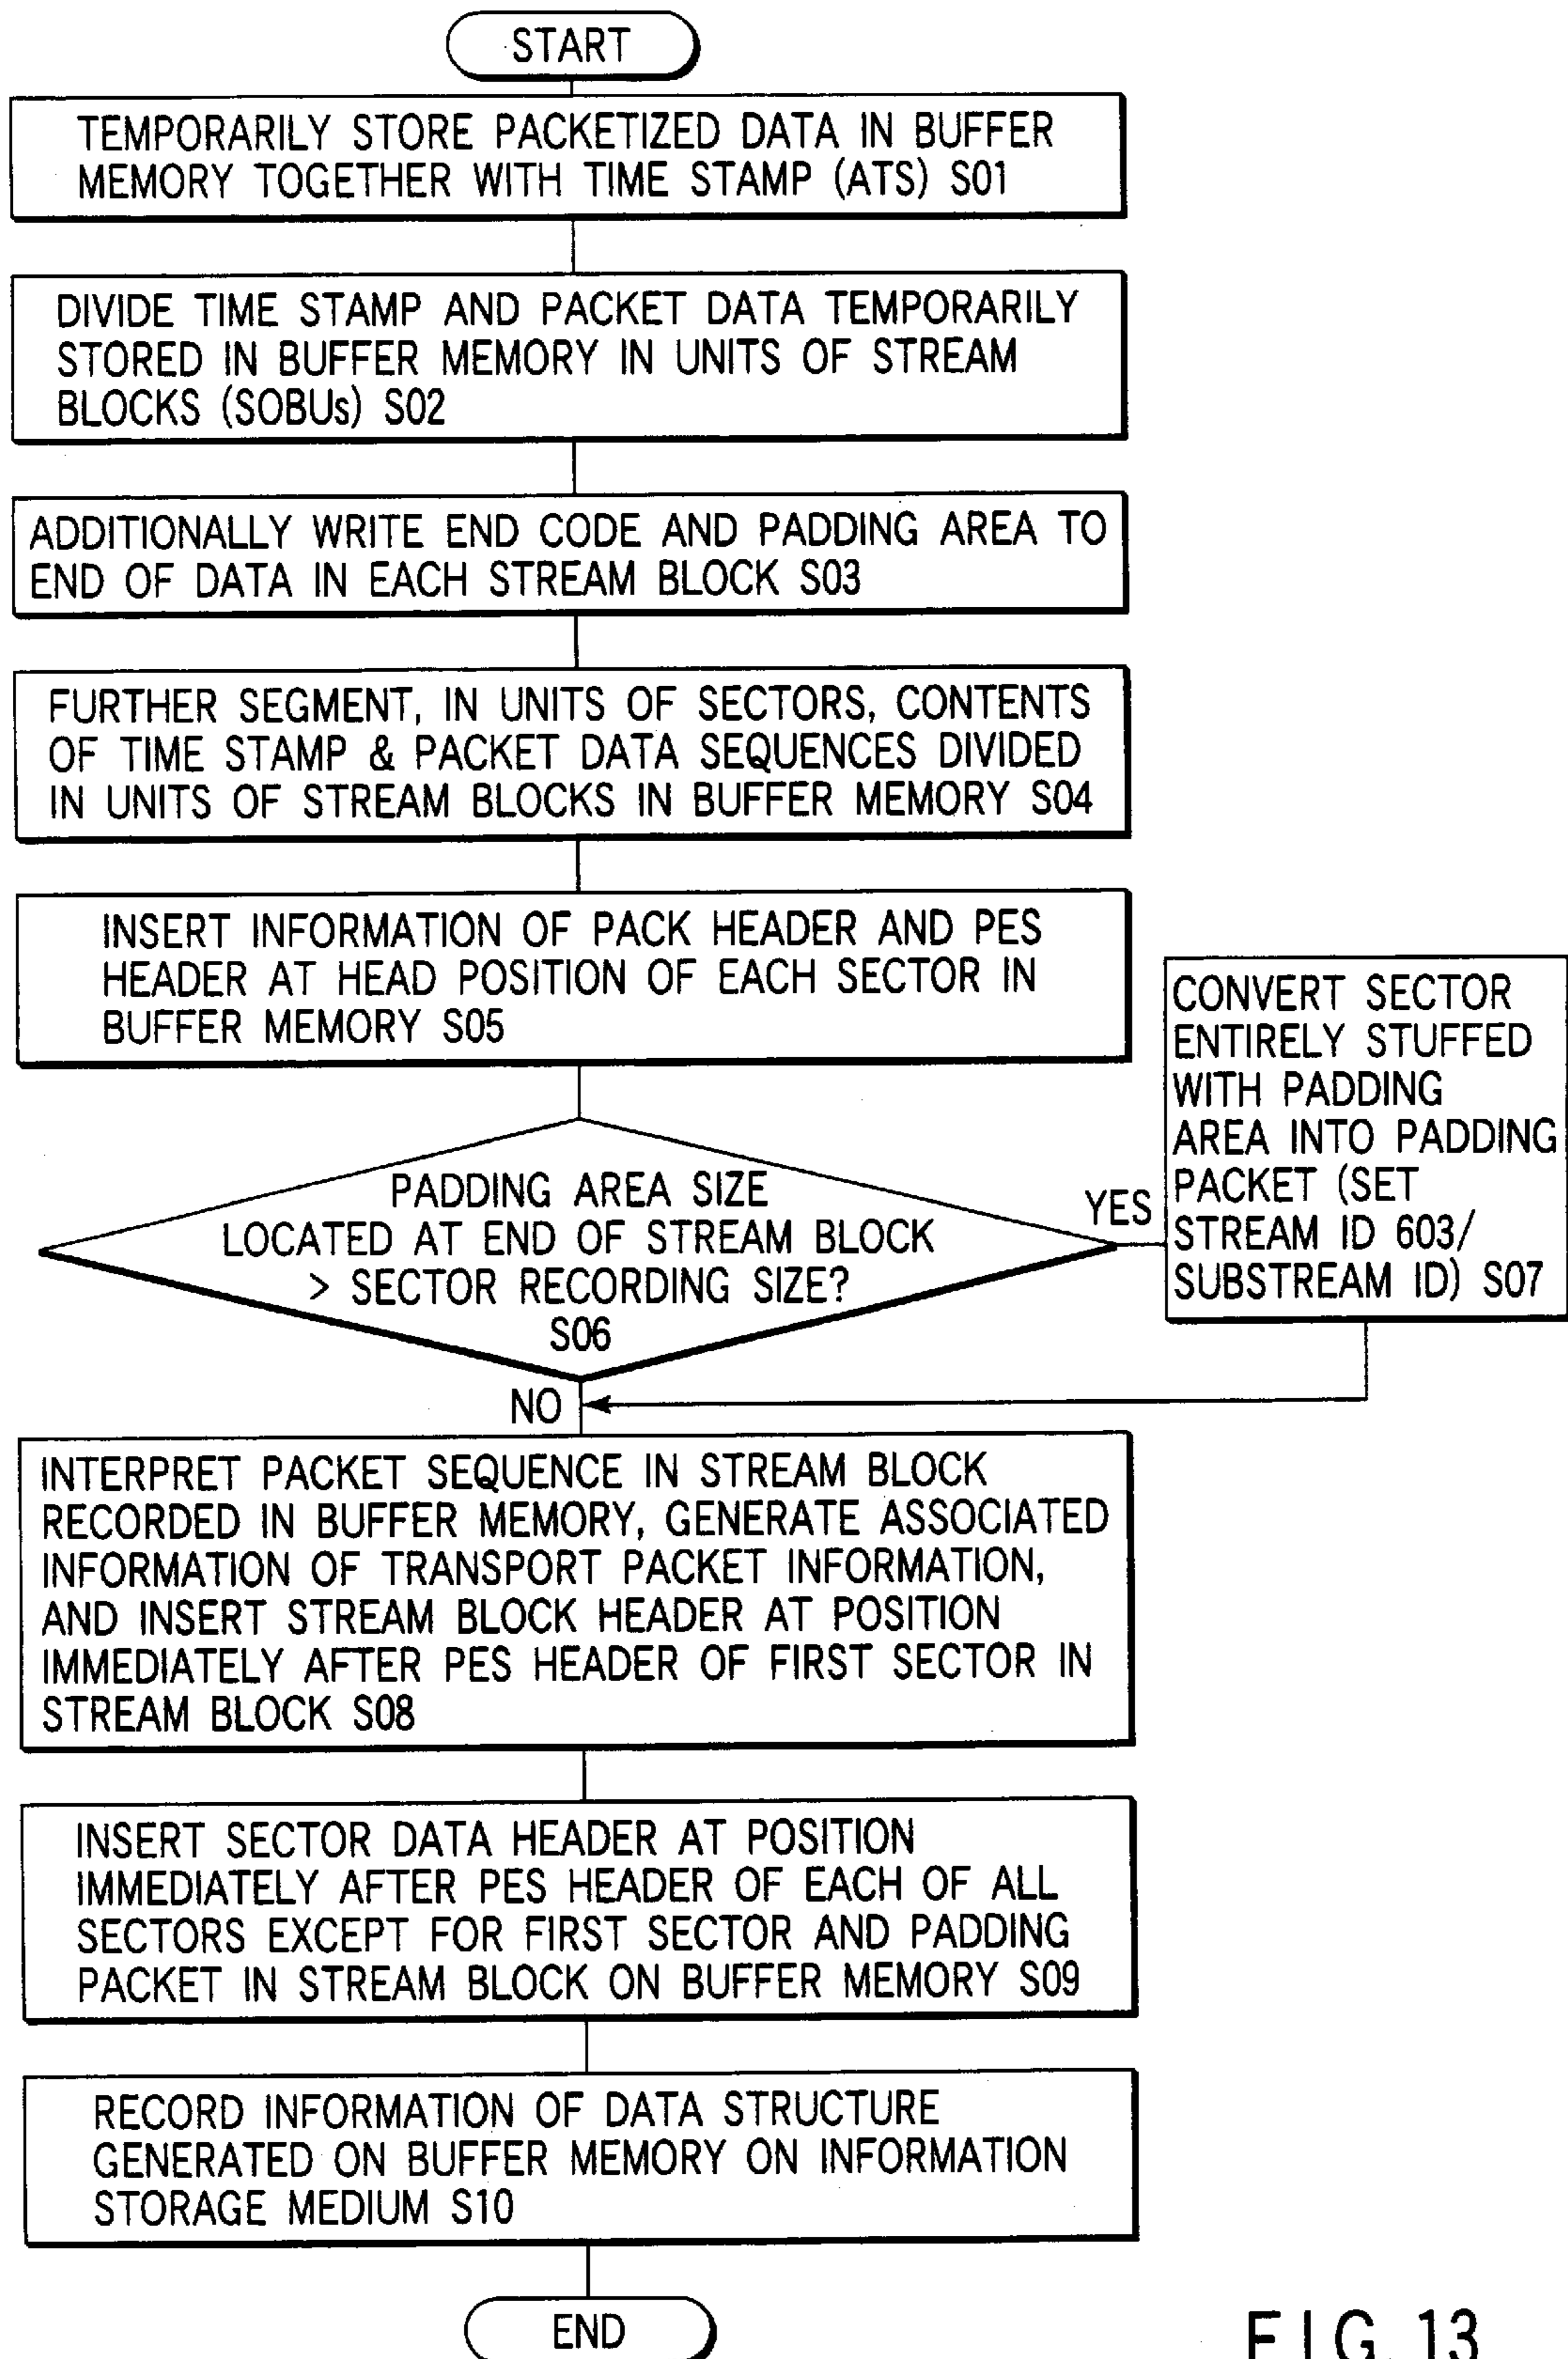 START
TEMPORARILY STORE PACKETIZED DATA IN BUFFER
MEMORY TOGETHER WITH TIME STAMP (ATS) S01
DIVIDE TIME STAMP AND PACKET DATA TEMPORARILY
STORED IN BUFFER MEMORY IN UNITS OF STREAM
BLOCKS (SOBUs) S02
ADDITIONALLY WRITE END CODE AND PADDING AREA TO
END OF DATA IN EACH STREAM BLOCK S03
FURTHER SEGMENT, IN UNITS OF SECTORS, CONTENTS
OF TIME STAMP & PACKET DATA SEQUENCES DIVIDED
IN UNITS OF STREAM BLOCKS IN BUFFER MEMORY S04
INSERT INFORMATION OF PACK HEADER AND PES
HEADER AT HEAD POSITION OF EACH SECTOR IN
BUFFER MEMORY S05
PADDING AREA SIZE
LOCATED AT END OF STREAM BLOCK
> SECTOR RECORDING SIZE?
S06
YES
CONVERT SECTOR
ENTIRELY STUFFED
WITH PADDING
AREA INTO PADDING
PACKET (SET
STREAM ID 603/
SUBSTREAM ID) S07
NO
INTERPRET PACKET SEQUENCE IN STREAM BLOCK
RECORDED IN BUFFER MEMORY, GENERATE ASSOCIATED
INFORMATION OF TRANSPORT PACKET INFORMATION,
AND INSERT STREAM BLOCK HEADER AT POSITION
IMMEDIATELY AFTER PES HEADER OF FIRST SECTOR IN
STREAM BLOCK S08
INSERT SECTOR DATA HEADER AT POSITION
IMMEDIATELY AFTER PES HEADER OF EACH OF ALL
SECTORS EXCEPT FOR FIRST SECTOR AND PADDING
PACKET IN STREAM BLOCK ON BUFFER MEMORY S09
RECORD INFORMATION OF DATA STRUCTURE
GENERATED ON BUFFER MEMORY ON INFORMATION
STORAGE MEDIUM S10
END
FIG. 13